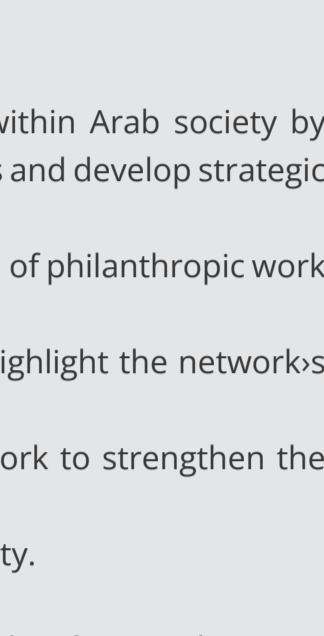 within Arab society by
s and develop strategic
of philanthropic work
ighlight the network›s
ork to strengthen the
ty.